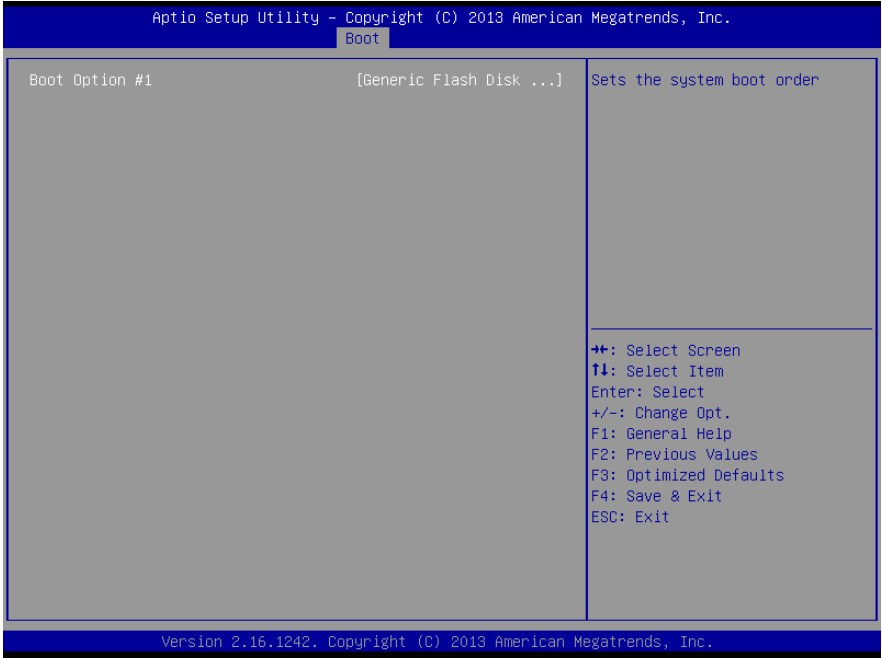 Aptio Setup Utility – Copyright (C) 2013 American Megatrends, Inc.
Boot
Boot Option #1 [Generic Flash Disk ...]
Sets the system boot order
→←: Select Screen
↑↓: Select Item
Enter: Select
+/-: Change Opt.
F1: General Help
F2: Previous Values
F3: Optimized Defaults
F4: Save & Exit
ESC: Exit
Version 2.16.1242. Copyright (C) 2013 American Megatrends, Inc.